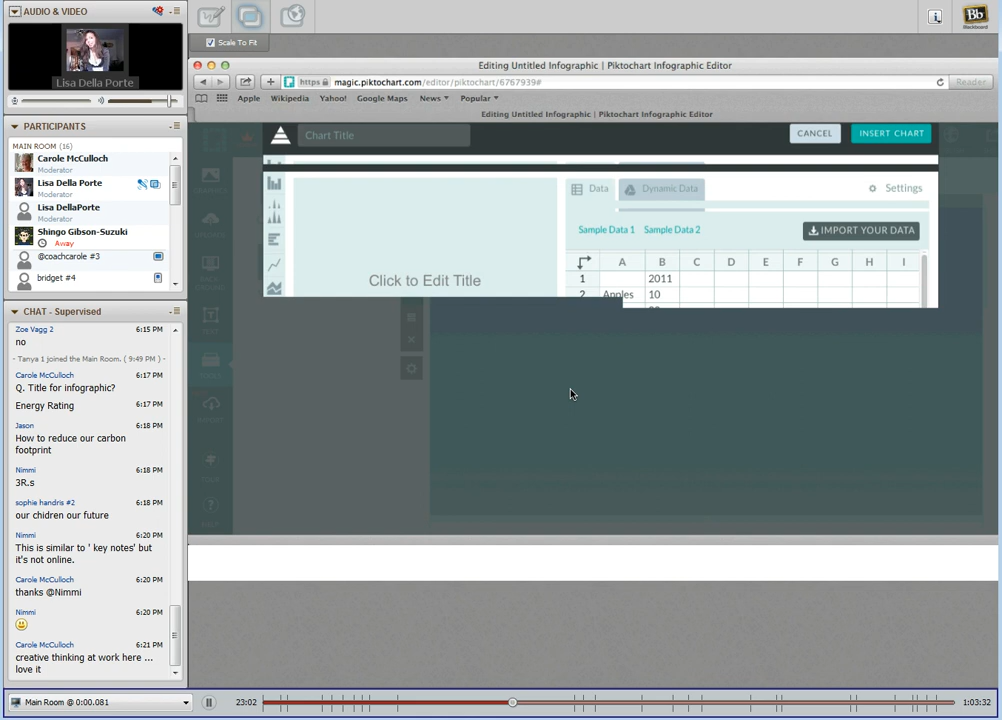 AUDIO & VIDEO
Lisa Della Porte
PARTICIPANTS
MAIN ROOM (16)
Carole McCulloch
Moderator
Lisa Della Porte
Moderator
Lisa DellaPorte
Moderator
Shingo Gibson-Suzuki
Away
@coachcarole #3
bridget #4
CHAT - Supervised
Zoe Vagg 2 6:15 PM
no
- Tanya 1 joined the Main Room. ( 9:49 PM ) -
Carole McCulloch 6:17 PM
Q. Title for infographic?
Energy Rating 6:17 PM
Jason 6:18 PM
How to reduce our carbon
footprint
Nimmi 6:18 PM
3R.s
sophie handris #2 6:18 PM
our chidren our future
Nimmi 6:20 PM
This is similar to ' key notes' but
it's not online.
Carole McCulloch 6:20 PM
thanks @Nimmi
Nimmi 6:20 PM
Carole McCulloch 6:21 PM
creative thinking at work here ...
love it
Main Room @ 0:00.081
23:02
1:03:32
Scale To Fit
Bb
Blackboard
Editing Untitled Infographic | Piktochart Infographic Editor
https magic.piktochart.com/editor/piktochart/6767939#
Reader
Apple Wikipedia Yahoo! Google Maps News Popular
Editing Untitled Infographic | Piktochart Infographic Editor
Chart Title
CANCEL
INSERT CHART
Data
Dynamic Data
Settings
Sample Data 1 Sample Data 2
IMPORT YOUR DATA
A B C D E F G H I
1 2011
2 Apples 10
Click to Edit Title